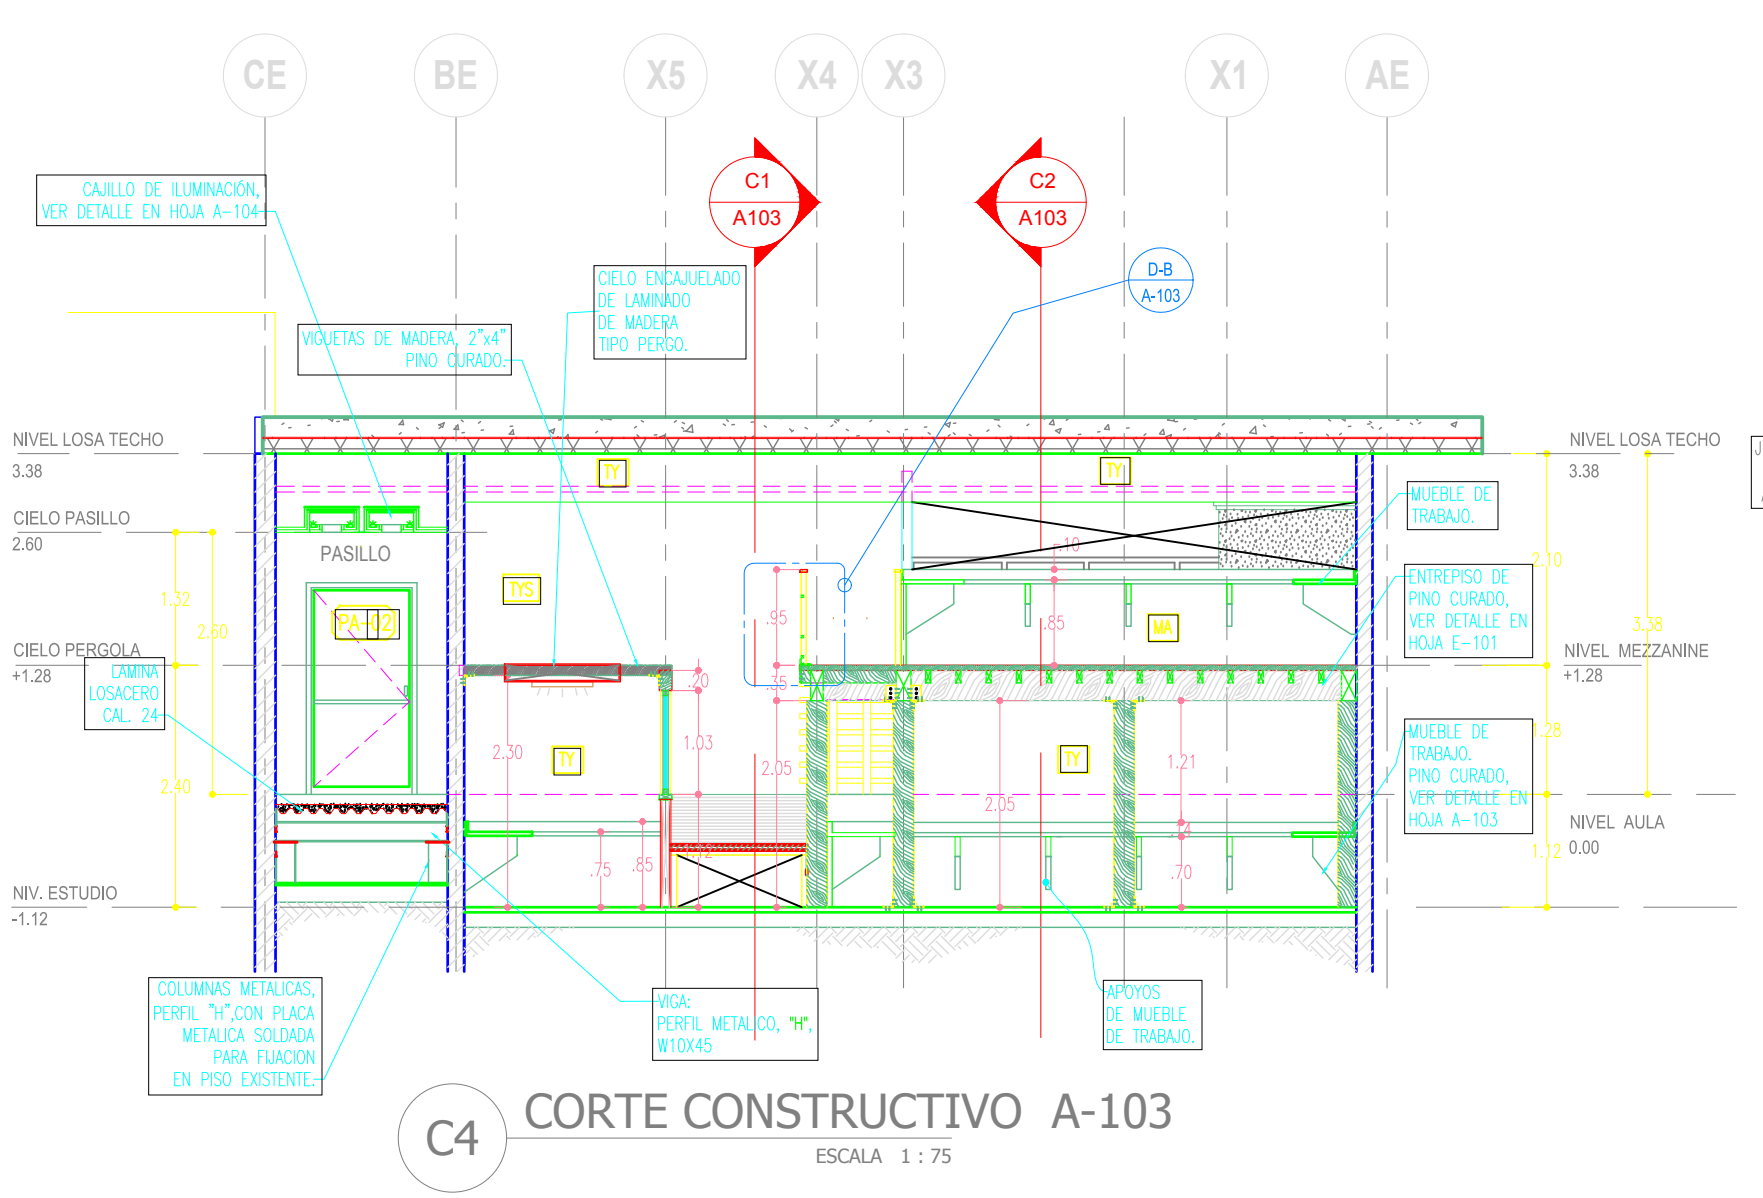 CE
BE
X5
X4
X3
X1
AE
C1
A103
C2
A103
CAJILLO DE ILUMINACIÓN,
VER DETALLE EN HOJA A-104
CIELO ENCAJUELADO
DE LAMINADO
DE MADERA
TIPO PERGO.
D-B
A-103
VIGUETAS DE MADERA, 2"x4"
PINO CURADO.
NIVEL LOSA TECHO
3.38
NIVEL LOSA TECHO
3.38
TY
TY
MUEBLE DE
TRABAJO.
CIELO PASILLO
2.60
PASILLO
.10
2.10
ENTREPISO DE
PINO CURADO,
VER DETALLE EN
HOJA E-101
TYS
1.32
2.60
PA-02
.95
.85
MA
3.38
CIELO PERGOLA
+1.28
NIVEL MEZZANINE
+1.28
LAMINA
LOSACERO
CAL. 24
.20
.35
MUEBLE DE
TRABAJO.
PINO CURADO,
VER DETALLE EN
HOJA A-103
1.28
2.30
TY
1.03
2.05
TY
1.21
2.40
2.05
NIVEL AULA
0.00
.75
.85
1.12
.70
1.12
NIV. ESTUDIO
-1.12
COLUMNAS METALICAS,
PERFIL "H",CON PLACA
METALICA SOLDADA
PARA FIJACION
EN PISO EXISTENTE.
VIGA:
PERFIL METALICO, "H",
W10X45
APOYOS
DE MUEBLE
DE TRABAJO.
C4
CORTE CONSTRUCTIVO A-103
ESCALA 1 : 75